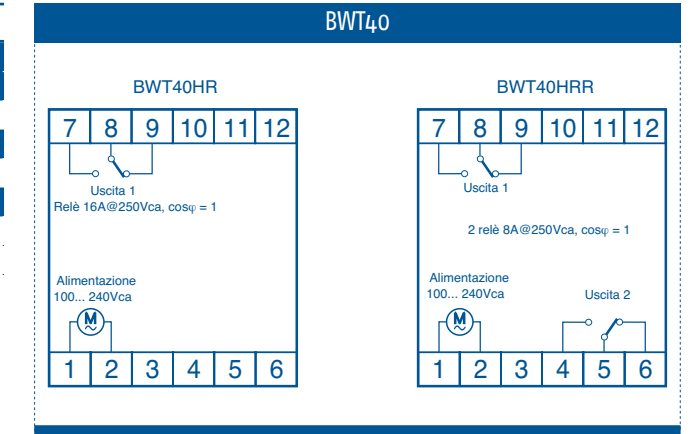 BWT40
BWT40HR
7 8 9 10 11 12
Uscita 1
Relè 16A@250Vca, cosφ = 1
Alimentazione
100... 240Vca
M
~
1 2 3 4 5 6
BWT40HRR
7 8 9 10 11 12
Uscita 1
2 relè 8A@250Vca, cosφ = 1
Alimentazione
100... 240Vca
Uscita 2
M
~
1 2 3 4 5 6